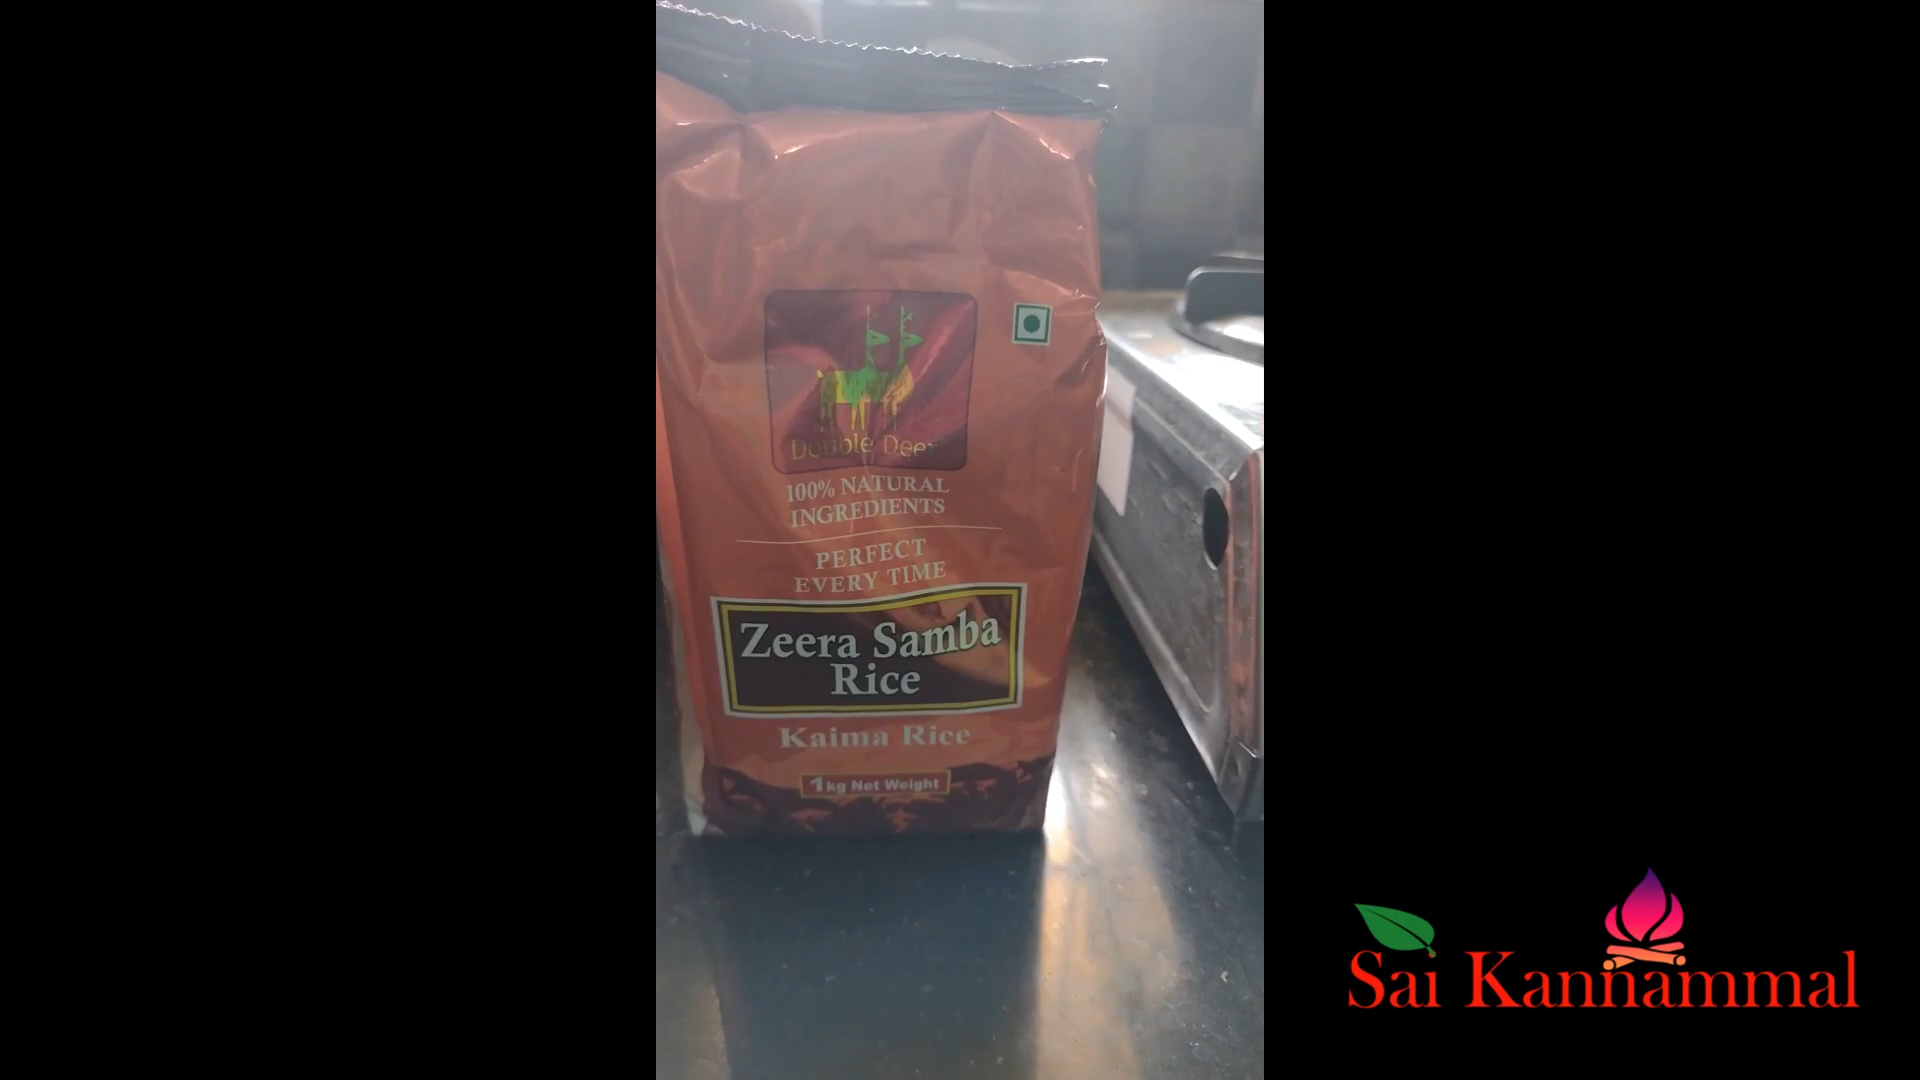 Double Deer
100% NATURAL
INGREDIENTS
PERFECT
EVERY TIME
Zeera Samba
Rice
Kaima Rice
1kg Net Weight
Sai Kannammal